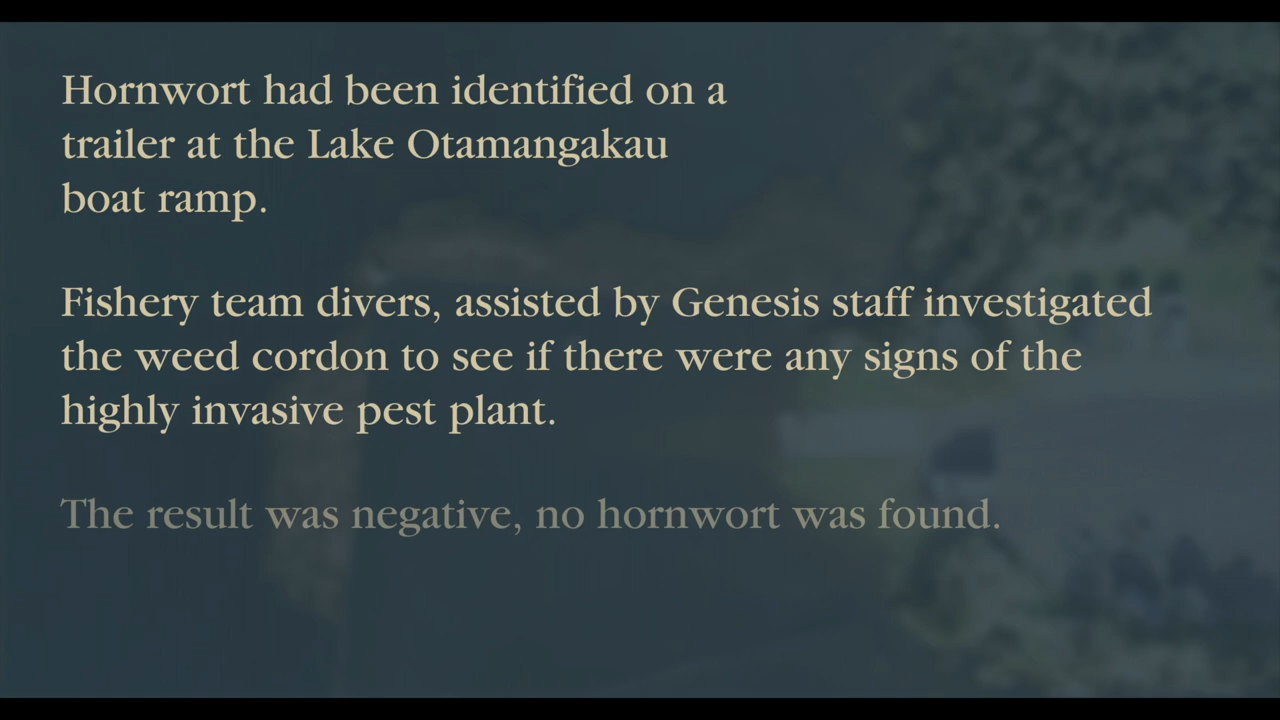 Hornwort had been identified on a
trailer at the Lake Otamangakau
boat ramp.
Fishery team divers, assisted by Genesis staff investigated
the weed cordon to see if there were any signs of the
highly invasive pest plant.
The result was negative, no hornwort was found.